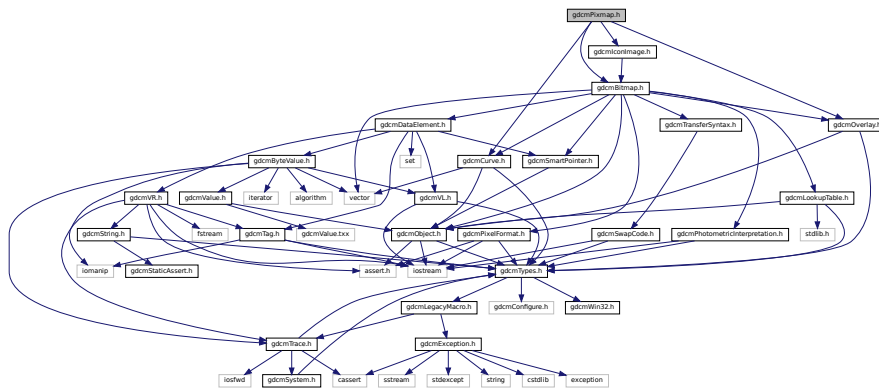 gdcmPixmap.h
gdcmIconImage.h
gdcmBitmap.h
gdcmDataElement.h
gdcmTransferSyntax.h
gdcmOverlay.h
gdcmByteValue.h
set
gdcmCurve.h
gdcmSmartPointer.h
gdcmVR.h
gdcmValue.h
iterator
algorithm
vector
gdcmVL.h
gdcmLookupTable.h
gdcmString.h
fstream
gdcmTag.h
gdcmValue.txx
gdcmObject.h
gdcmPixelFormat.h
gdcmSwapCode.h
gdcmPhotometricInterpretation.h
stdlib.h
iomanip
gdcmStaticAssert.h
assert.h
iostream
gdcmTypes.h
gdcmLegacyMacro.h
gdcmConfigure.h
gdcmWin32.h
gdcmTrace.h
gdcmException.h
iosfwd
gdcmSystem.h
cassert
sstream
stdexcept
string
cstdlib
exception